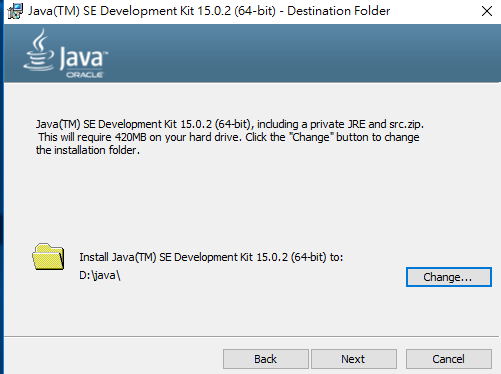 Java(TM) SE Development Kit 15.0.2 (64-bit) - Destination Folder
Java™
ORACLE
Java(TM) SE Development Kit 15.0.2 (64-bit), including a private JRE and src.zip.
This will require 420MB on your hard drive. Click the "Change" button to change
the installation folder.
Install Java(TM) SE Development Kit 15.0.2 (64-bit) to:
D:\java\
Change...
Back
Next
Cancel